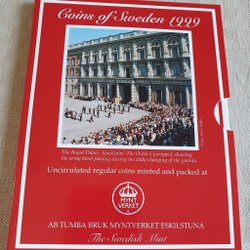 Coins of Sweden 1999
The Royal Palace, Stockholm. The Outer Courtyard, showing
the army band playing during the daily changing of the guards.
Uncirculated regular coins minted and packed at
MYNT
VERKET
AB TUMBA BRUK MYNTVERKET ESKILSTUNA
The Swedish Mint